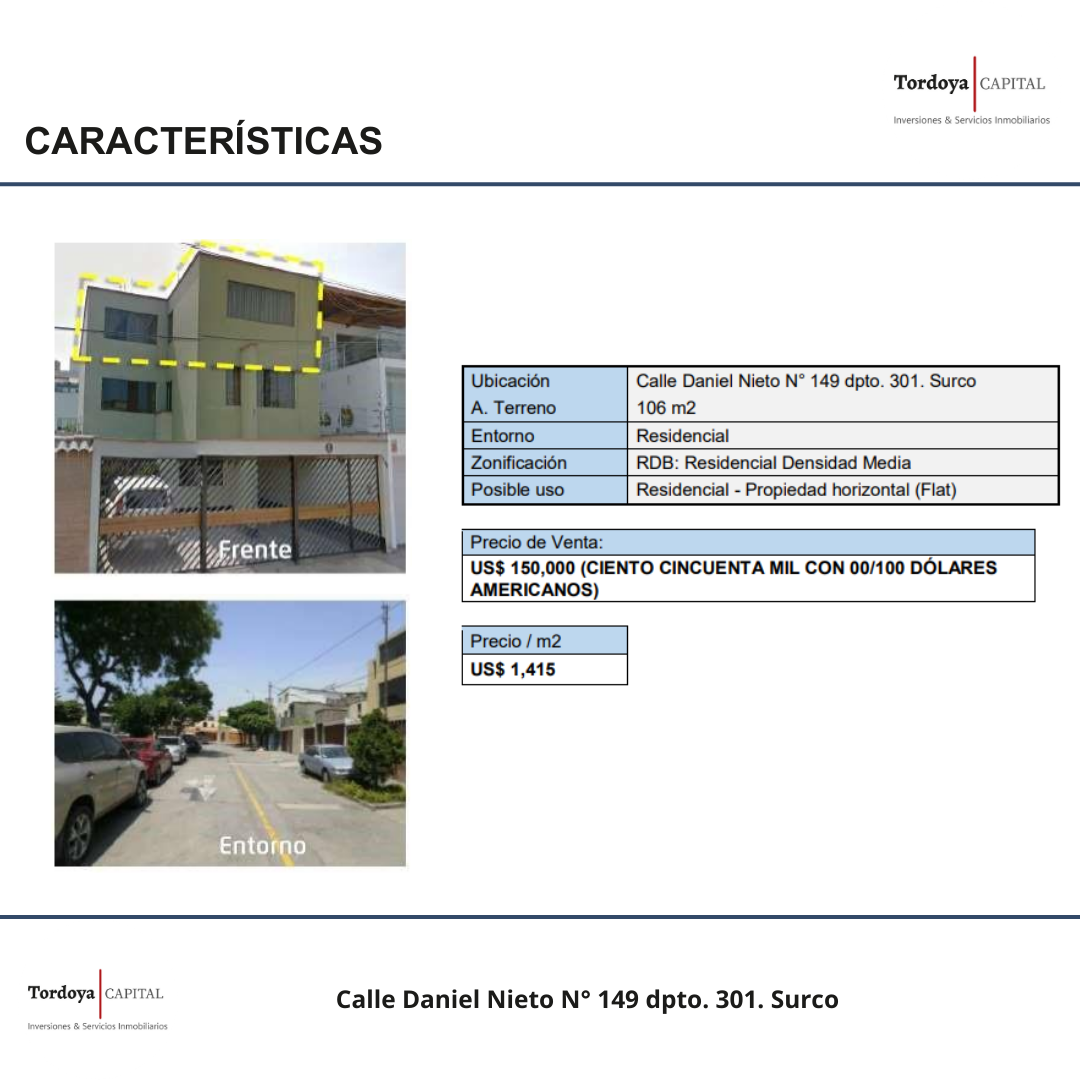 Tordoya CAPITAL
Inversiones & Servicios Inmobiliarios
CARACTERÍSTICAS
Frente
Entorno
Ubicación Calle Daniel Nieto N° 149 dpto. 301. Surco
A. Terreno 106 m2
Entorno Residencial
Zonificación RDB: Residencial Densidad Media
Posible uso Residencial - Propiedad horizontal (Flat)
Precio de Venta:
US$ 150,000 (CIENTO CINCUENTA MIL CON 00/100 DÓLARES
AMERICANOS)
Precio / m2
US$ 1,415
Tordoya CAPITAL
Inversiones & Servicios Inmobiliarios
Calle Daniel Nieto N° 149 dpto. 301. Surco